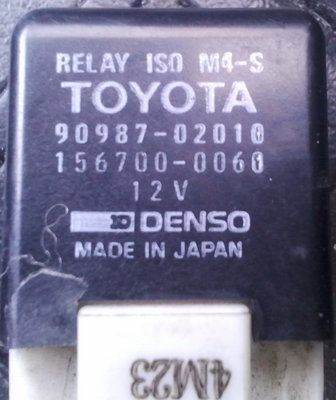 RELAY ISO M4-S
TOYOTA
90987-02010
156700-0060
12V
DENSO
MADE IN JAPAN
4M23